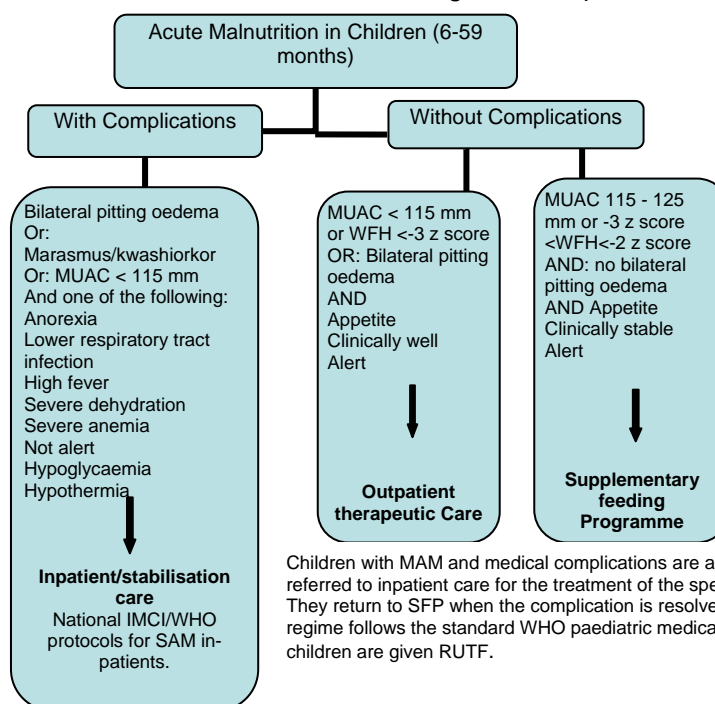 Acute Malnutrition in Children (6-59
months)
With Complications
Without Complications
Bilateral pitting oedema
Or:
Marasmus/kwashiorkor
Or: MUAC < 115 mm
And one of the following:
Anorexia
Lower respiratory tract
infection
High fever
Severe dehydration
Severe anemia
Not alert
Hypoglycaemia
Hypothermia
Inpatient/stabilisation
care
National IMCI/WHO
protocols for SAM in-
patients.
MUAC < 115 mm
or WFH <-3 z score
OR: Bilateral pitting
oedema
AND
Appetite
Clinically well
Alert
Outpatient
therapeutic Care
MUAC 115 - 125
mm or -3 z score
<WFH<-2 z score
AND: no bilateral
pitting oedema
AND Appetite
Clinically stable
Alert
Supplementary
feeding
Programme
Children with MAM and medical complications are
referred to inpatient care for the treatment of the
They return to SFP when the complication is
regime follows the standard WHO paediatric
children are given RUTF.